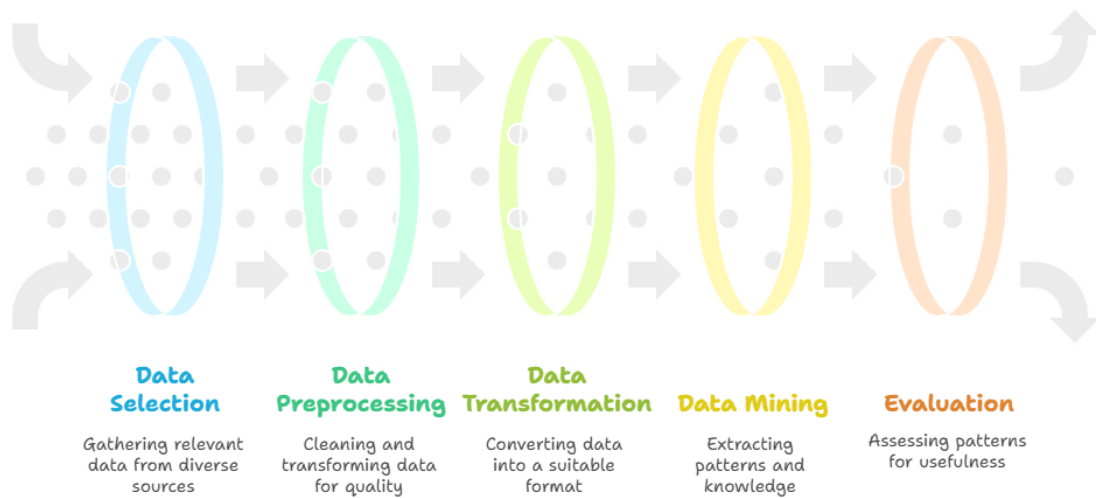 Data
Selection
Gathering relevant
data from diverse
sources
Data
Preprocessing
Cleaning and
transforming data
for quality
Data
Transformation
Converting data
into a suitable
format
Data Mining
Extracting
patterns and
knowledge
Evaluation
Assessing patterns
for usefulness